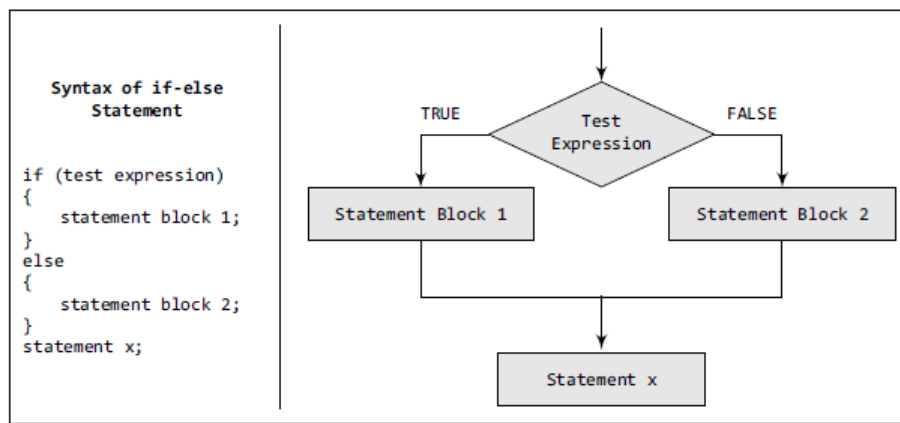 Syntax of if-else
Statement
if (test expression)
{
    statement block 1;
}
else
{
    statement block 2;
}
statement x;
Test
Expression
TRUE
FALSE
Statement Block 1
Statement Block 2
Statement x